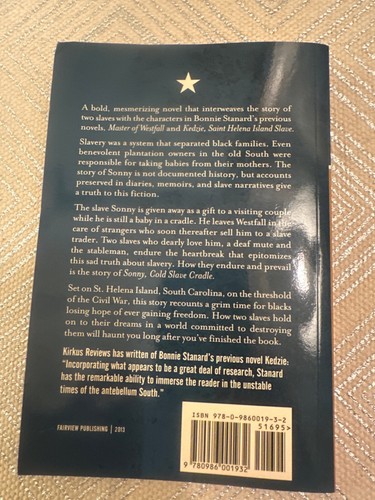 A bold, mesmerizing novel that interweaves the story of
two slaves with the characters in Bonnie Stanard's previous
novels, Master of Westfall and Kedzie, Saint Helena Island Slave.
Slavery was a system that separated black families. Even
benevolent plantation owners in the old South were
responsible for taking babies from their mothers. The
story of Sonny is not documented history, but accounts
preserved in diaries, memoirs, and slave narratives give
a truth to this fiction.
The slave Sonny is given away as a gift to a visiting couple
while he is still a baby in a cradle. He leaves Westfall in the
care of strangers who soon thereafter sell him to a slave
trader. Two slaves who dearly love him, a deaf mute and
the stableman, endure the heartbreak that epitomizes
this sad truth about slavery. How they endure and prevail
is the story of Sonny, Cold Slave Cradle.
Set on St. Helena Island, South Carolina, on the threshold
of the Civil War, this story recounts a grim time for blacks
losing hope of ever gaining freedom. How two slaves hold
on to their dreams in a world committed to destroying
them will haunt you long after you've finished the book.
Kirkus Reviews has written of Bonnie Stanard's previous novel Kedzie:
"Incorporating what appears to be a great deal of research, Stanard
has the remarkable ability to immerse the reader in the unstable
times of the antebellum South."
ISBN 978-0-9860019-3-2
51695>
9 780986 001932
FAIRVIEW PUBLISHING | 2013